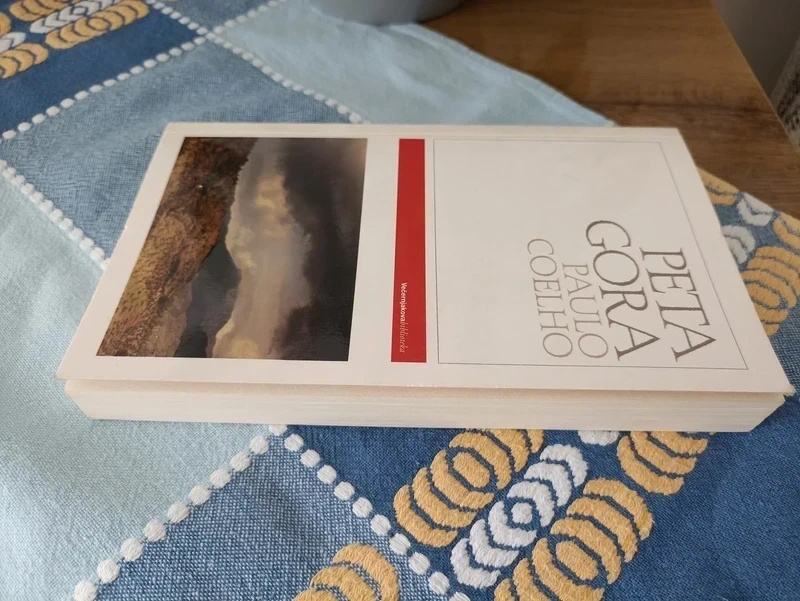 PETA
GORA
PAULO
COELHO
Večernjakova biblioteka